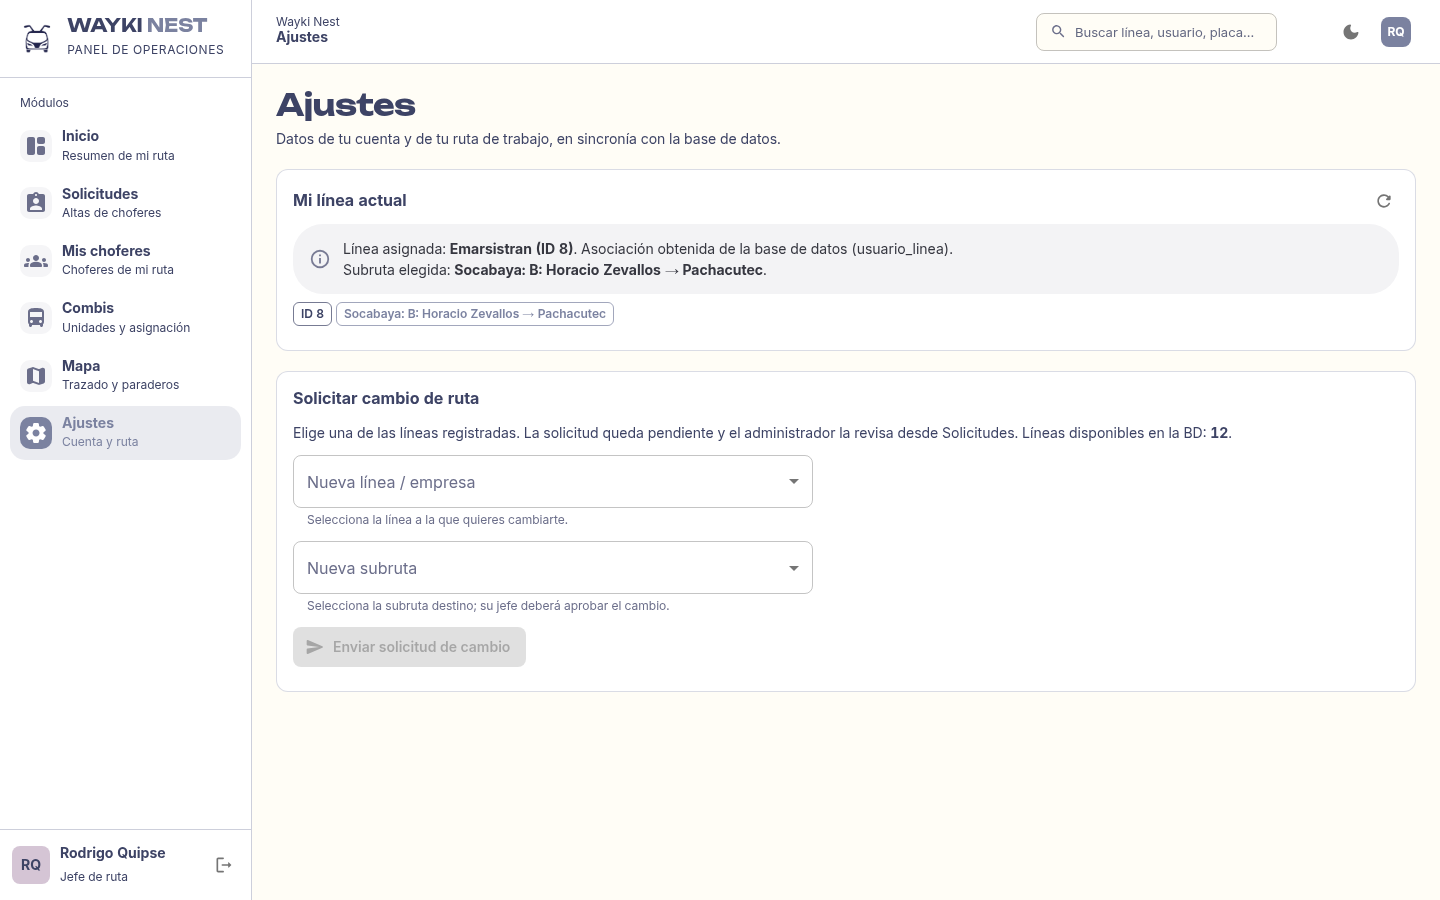 WAYKI NEST
PANEL DE OPERACIONES
Módulos
Inicio
Resumen de mi ruta
Solicitudes
Altas de choferes
Mis choferes
Choferes de mi ruta
Combis
Unidades y asignación
Mapa
Trazado y paraderos
Ajustes
Cuenta y ruta
RQ
Rodrigo Quipse
Jefe de ruta
Wayki Nest
Ajustes
Buscar línea, usuario, placa...
RQ
Ajustes
Datos de tu cuenta y de tu ruta de trabajo, en sincronía con la base de datos.
Mi línea actual
Línea asignada: Emarsistran (ID 8). Asociación obtenida de la base de datos (usuario_linea).
Subruta elegida: Socabaya: B: Horacio Zevallos → Pachacutec.
ID 8
Socabaya: B: Horacio Zevallos → Pachacutec
Solicitar cambio de ruta
Elige una de las líneas registradas. La solicitud queda pendiente y el administrador la revisa desde Solicitudes. Líneas disponibles en la BD: 12.
Nueva línea / empresa
Selecciona la línea a la que quieres cambiarte.
Nueva subruta
Selecciona la subruta destino; su jefe deberá aprobar el cambio.
Enviar solicitud de cambio